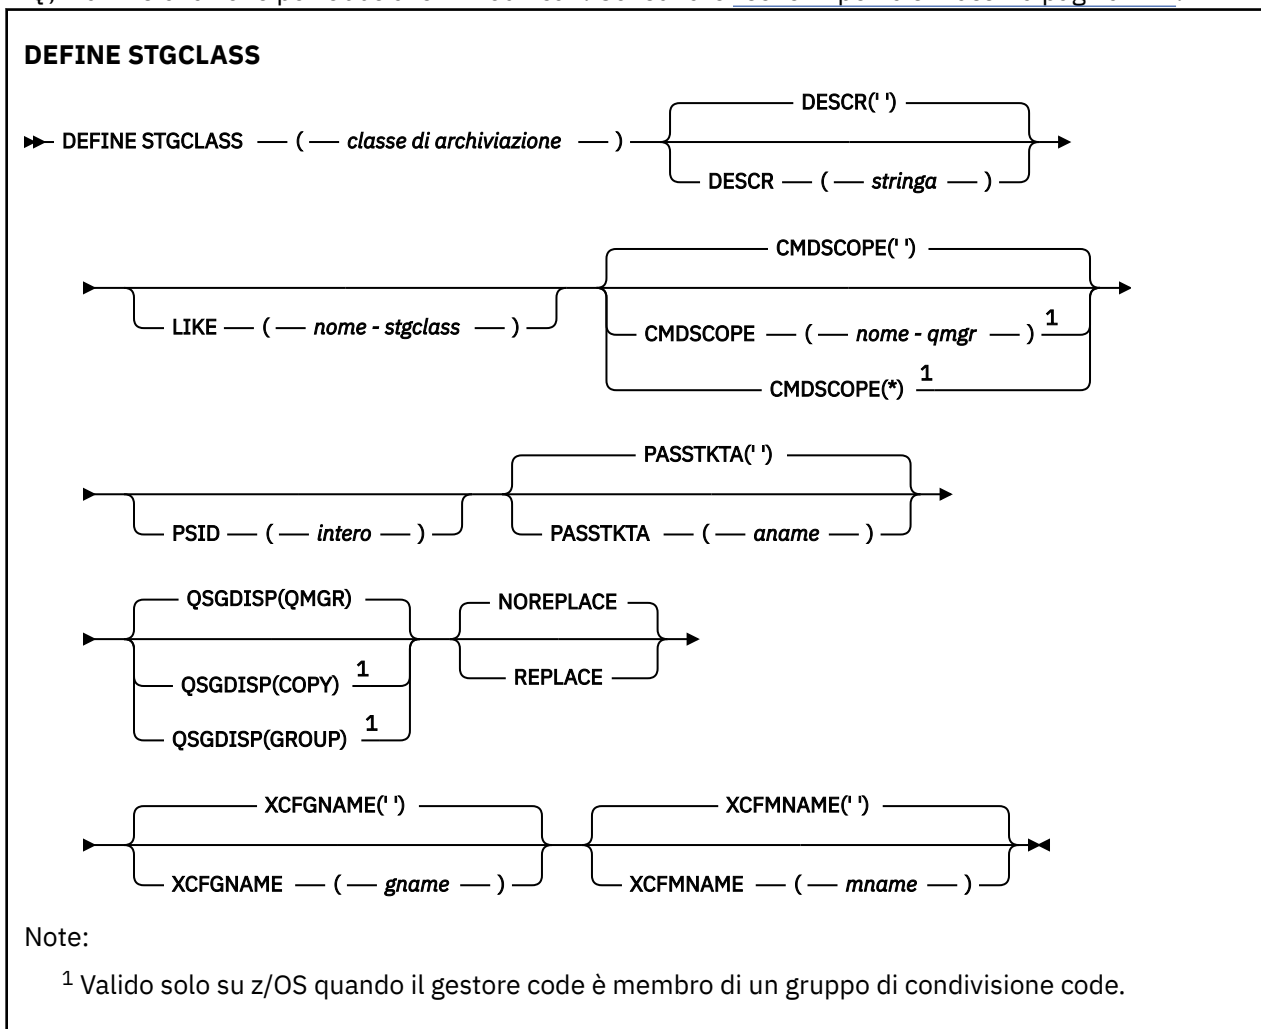 DEFINE STGCLASS
DESCR(' ')
DEFINE STGCLASS ( classe di archiviazione )
DESCR ( stringa )
CMDSCOPE(' ')
LIKE ( nome - stgclass )
CMDSCOPE ( nome - qmgr ) 1
CMDSCOPE(*) 1
PASSTKTA(' ')
PSID ( intero )
PASSTKTA ( aname )
QSGDISP(QMGR)
NOREPLACE
QSGDISP(COPY) 1
REPLACE
QSGDISP(GROUP) 1
XCFGNAME(' ')
XCFMNAME(' ')
XCFGNAME ( gname )
XCFMNAME ( mname )
Note:
1 Valido solo su z/OS quando il gestore code è membro di un gruppo di condivisione code.